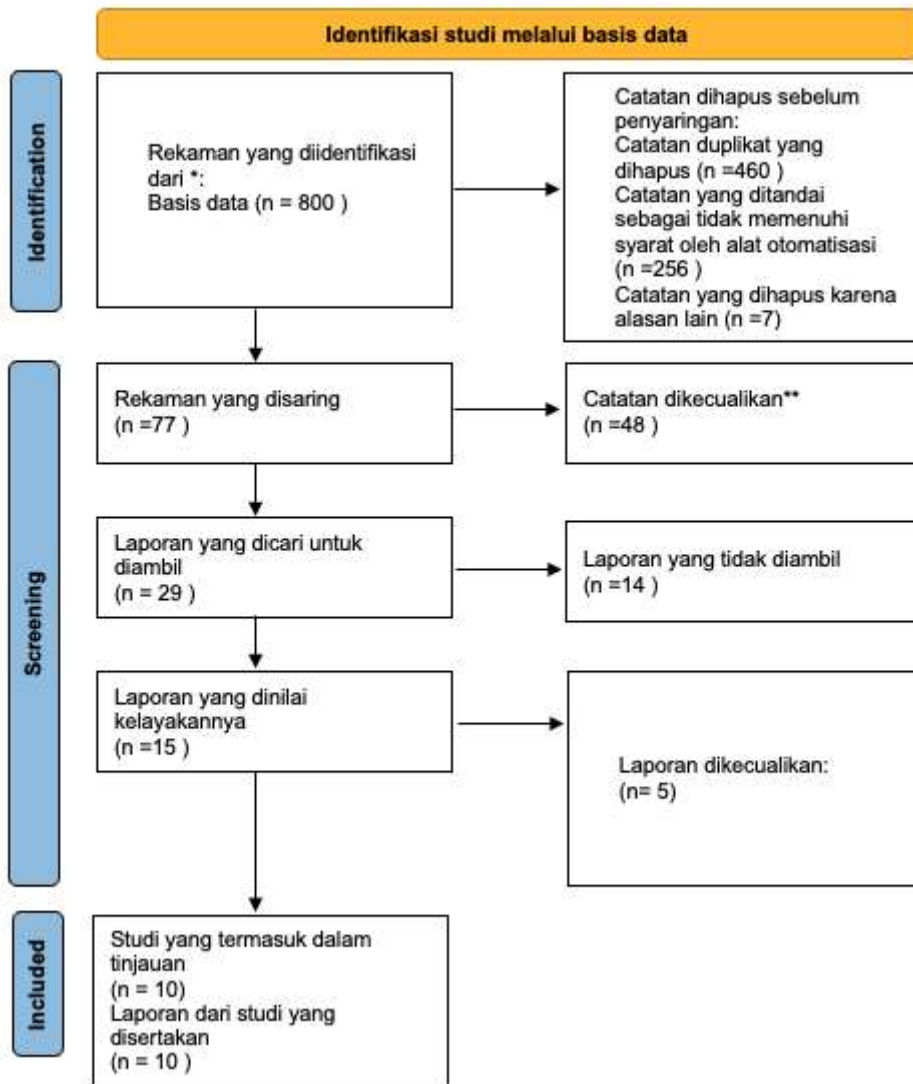 Identifikasi studi melalui basis data
Identification
Rekaman yang diidentifikasi
dari *:
Basis data (n = 800 )
Catatan dihapus sebelum
penyaringan:
Catatan duplikat yang
dihapus (n =460 )
Catatan yang ditandai
sebagai tidak memenuhi
syarat oleh alat otomatisasi
(n =256 )
Catatan yang dihapus karena
alasan lain (n =7)
Screening
Rekaman yang disaring
(n =77 )
Catatan dikecualikan**
(n =48 )
Laporan yang dicari untuk
diambil
(n = 29 )
Laporan yang tidak diambil
(n =14 )
Laporan yang dinilai
kelayakannya
(n =15 )
Laporan dikecualikan:
(n= 5)
Included
Studi yang termasuk dalam
tinjauan
(n = 10)
Laporan dari studi yang
disertakan
(n = 10 )